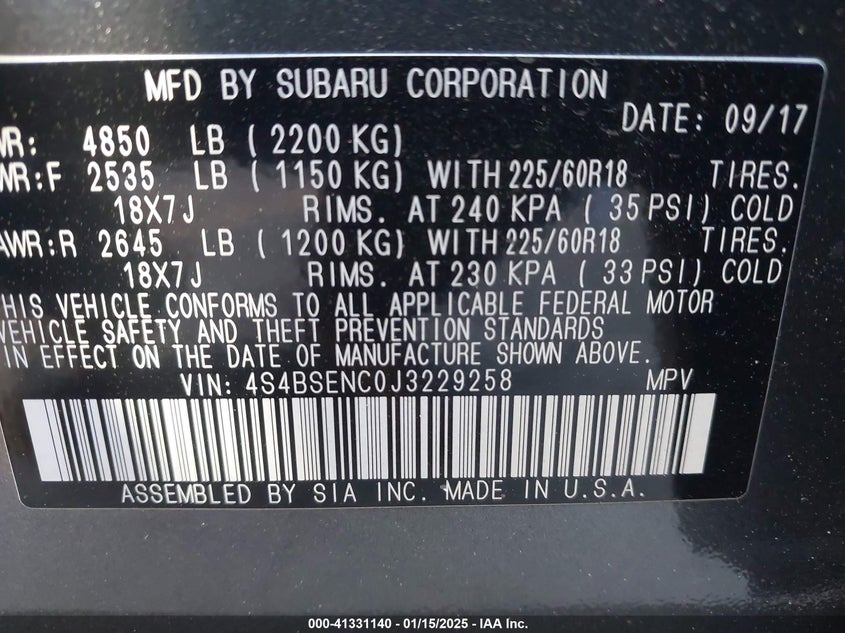 MFD BY SUBARU CORPORATION
DATE: 09/17
WR: 4850 LB ( 2200 KG)
WR:F 2535 LB ( 1150 KG) WITH 225/60R18 TIRES.
18X7J RIMS. AT 240 KPA ( 35 PSI) COLD
AWR:R 2645 LB ( 1200 KG) WITH 225/60R18 TIRES.
18X7J RIMS. AT 230 KPA ( 33 PSI) COLD
HIS VEHICLE CONFORMS TO ALL APPLICABLE FEDERAL MOTOR
VEHICLE SAFETY AND THEFT PREVENTION STANDARDS
IN EFFECT ON THE DATE OF MANUFACTURE SHOWN ABOVE.
VIN: 4S4BSENC0J3229258 MPV
ASSEMBLED BY SIA INC. MADE IN U.S.A.
000-41331140 - 01/15/2025 - IAA Inc.